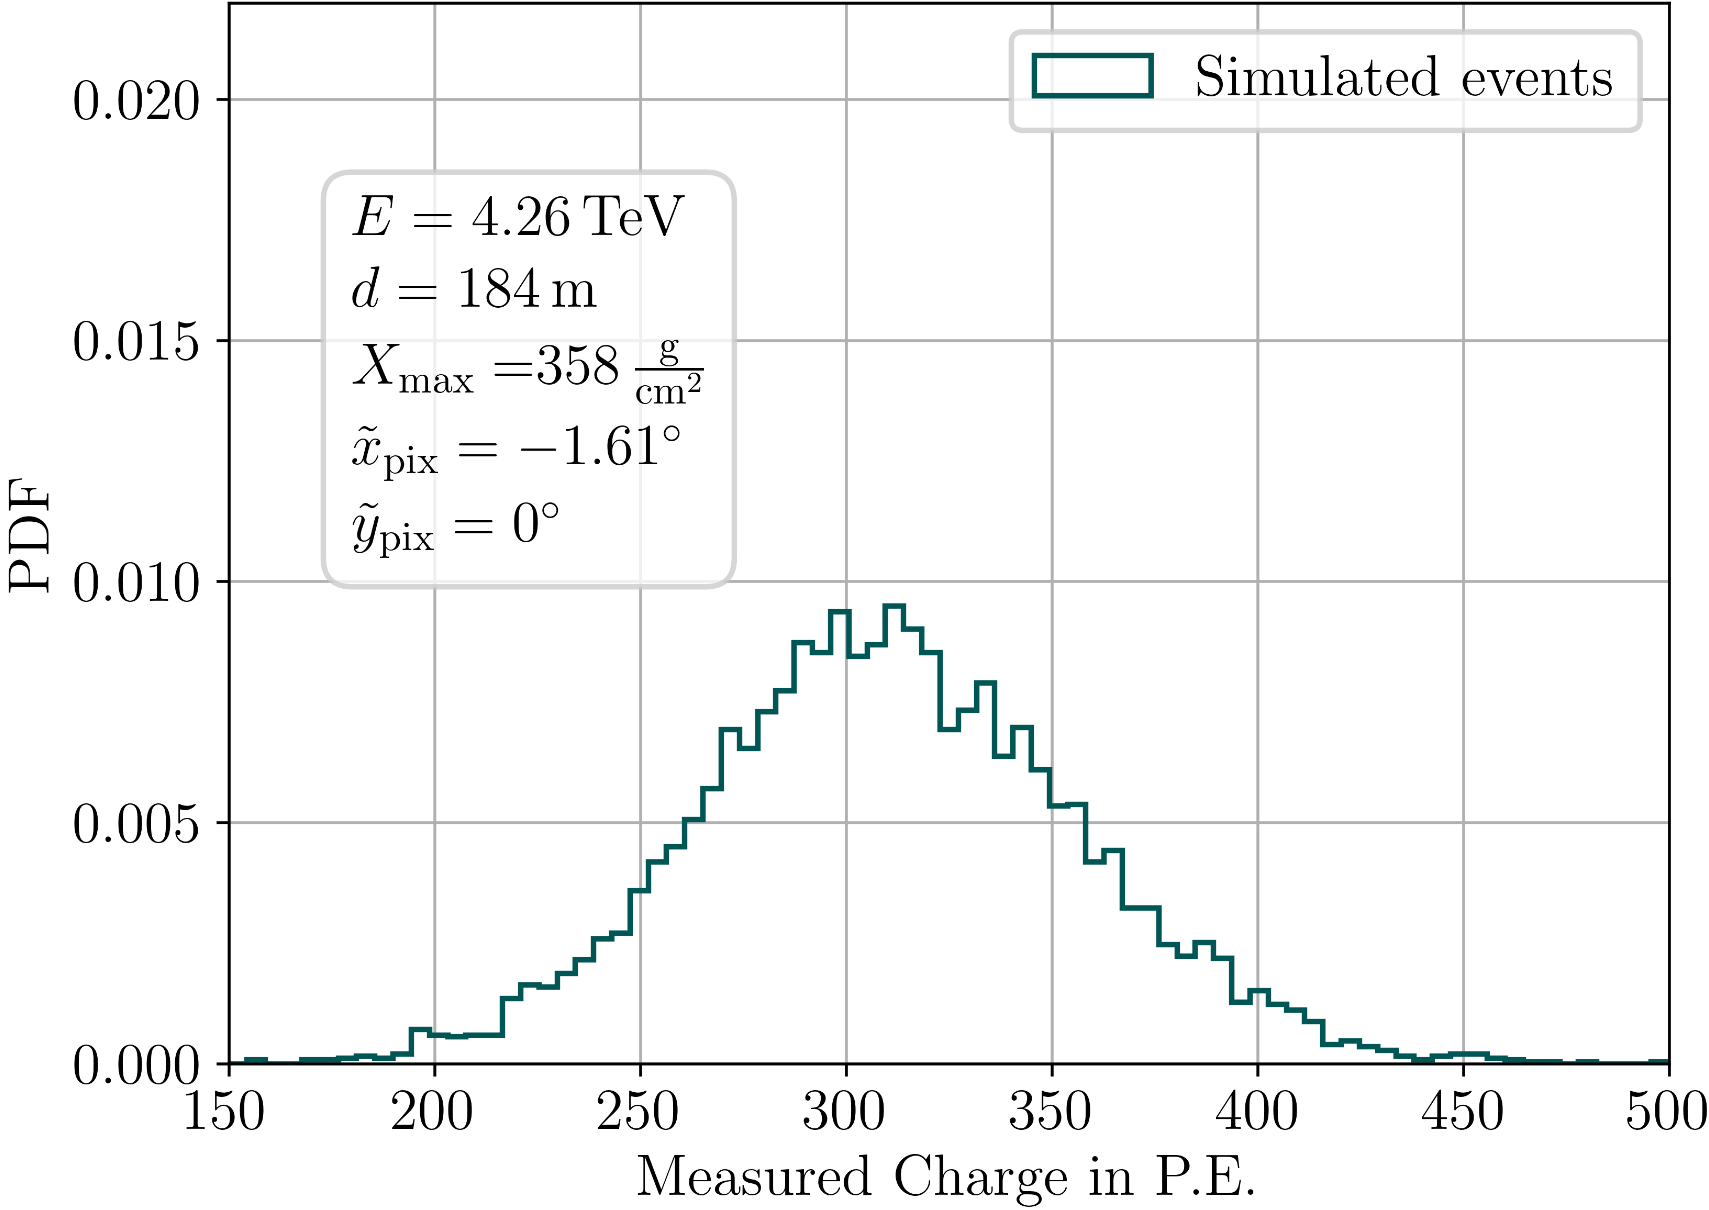 Simulated events
E = 4.26 TeV
d = 184 m
X_max =358 g/cm²
x̃_pix = −1.61°
ỹ_pix = 0°
PDF
0.020
0.015
0.010
0.005
0.000
150 200 250 300 350 400 450 500
Measured Charge in P.E.